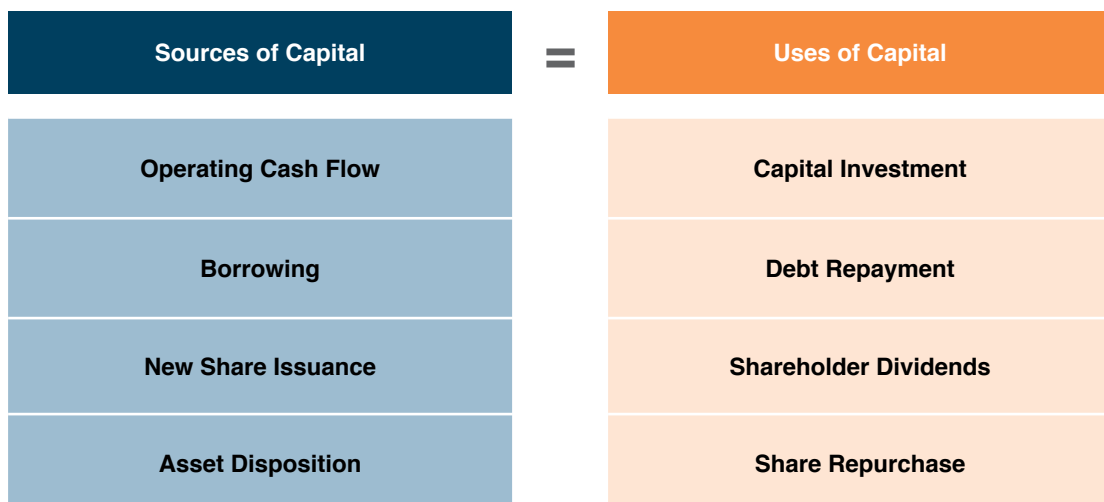 Sources of Capital
=
Uses of Capital
Operating Cash Flow
Capital Investment
Borrowing
Debt Repayment
New Share Issuance
Shareholder Dividends
Asset Disposition
Share Repurchase